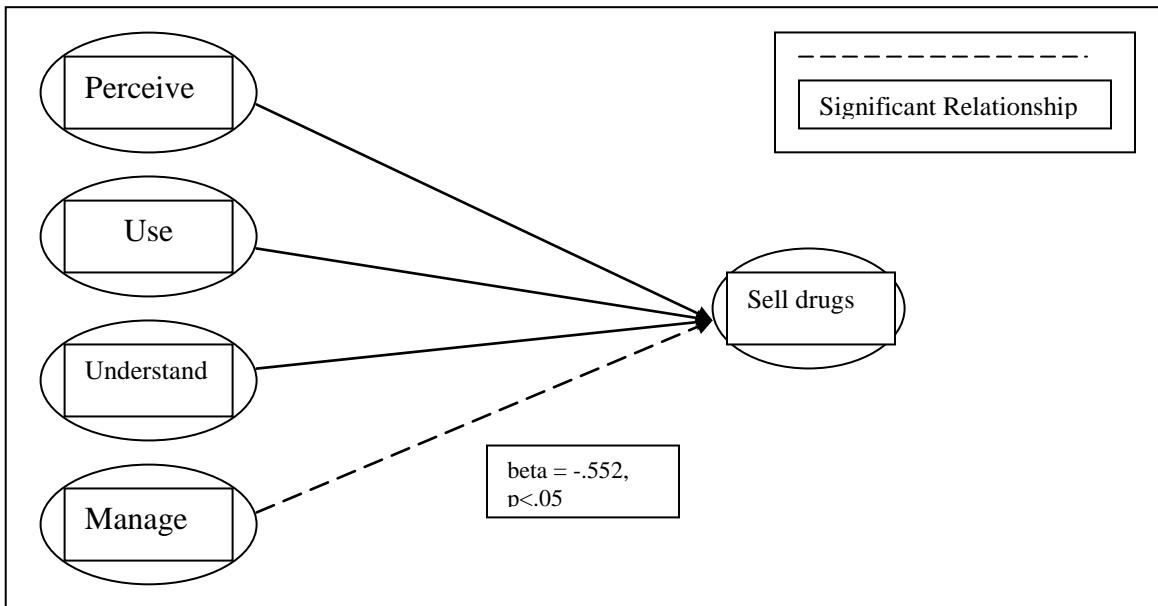 Perceive
Significant Relationship
Use
Sell drugs
Understand
beta = -.552,
p<.05
Manage